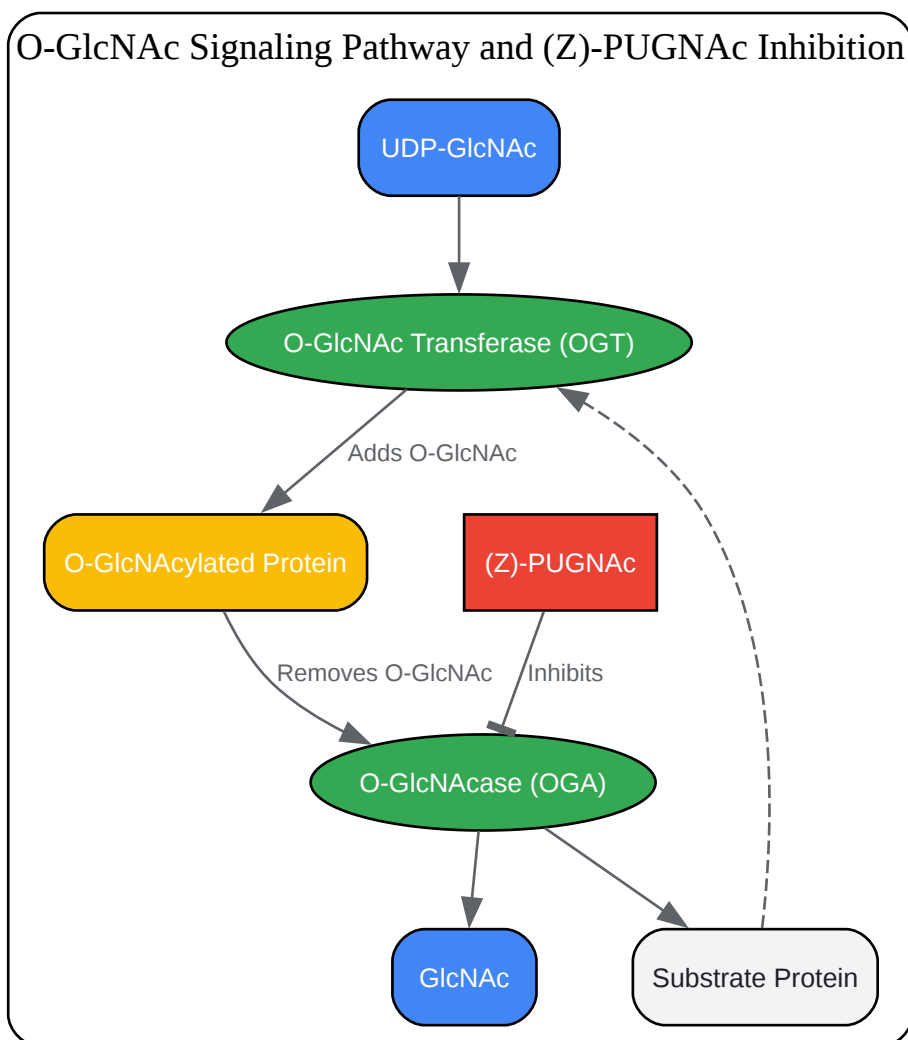 O-GlcNAc Signaling Pathway and (Z)-PUGNAc Inhibition
UDP-GlcNAc
O-GlcNAc Transferase (OGT)
Adds O-GlcNAc
O-GlcNAcylated Protein
(Z)-PUGNAc
Removes O-GlcNAc
Inhibits
O-GlcNAcase (OGA)
GlcNAc
Substrate Protein